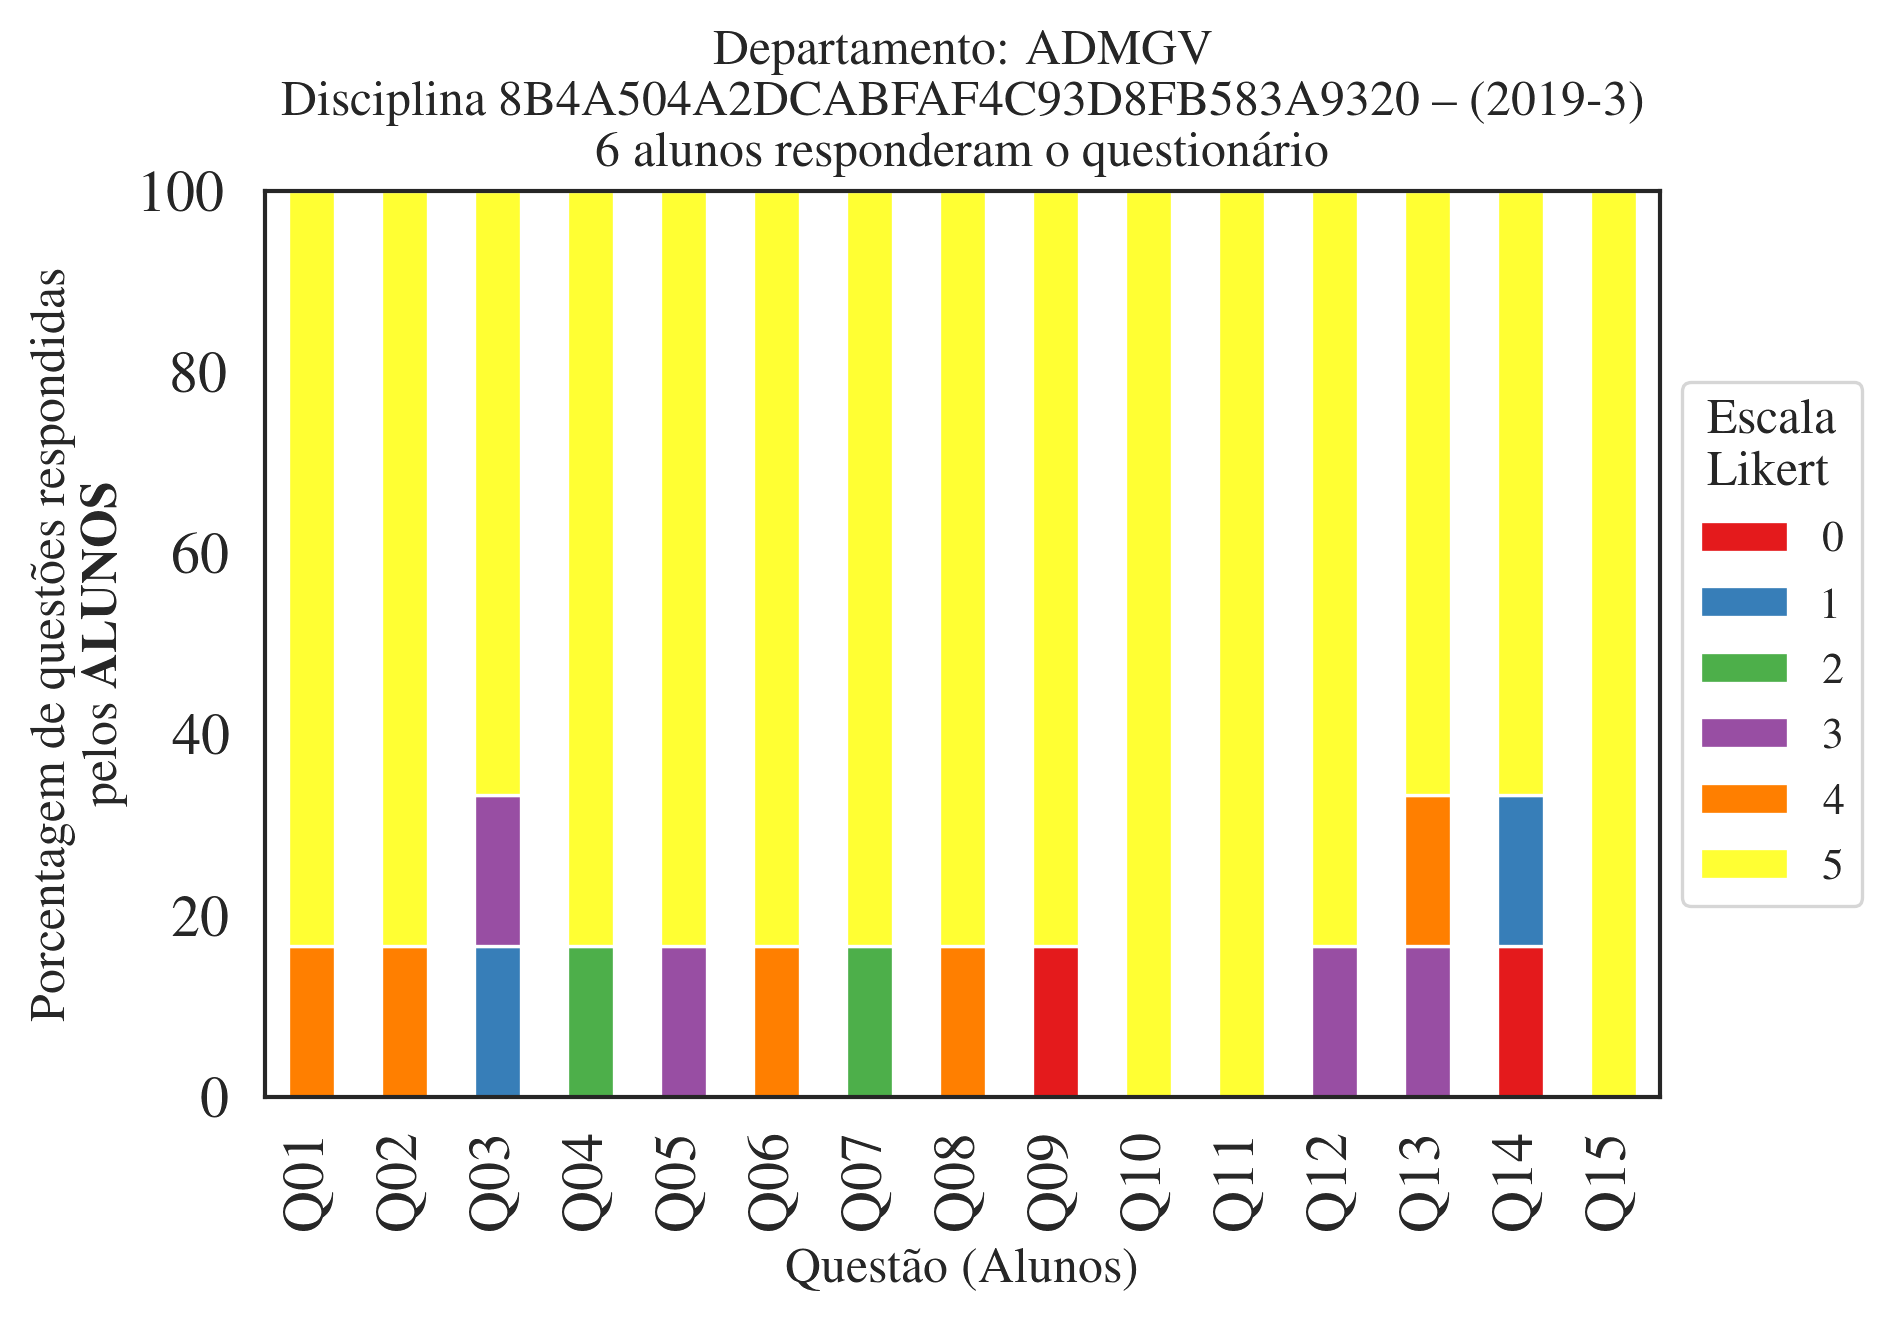 Departamento: ADMGV
Disciplina 8B4A504A2DCABFAF4C93D8FB583A9320 – (2019-3)
6 alunos responderam o questionário
Porcentagem de questões respondidas
pelos ALUNOS
100
80
60
40
20
0
Q01
Q02
Q03
Q04
Q05
Q06
Q07
Q08
Q09
Q10
Q11
Q12
Q13
Q14
Q15
Questão (Alunos)
Escala
Likert
0
1
2
3
4
5